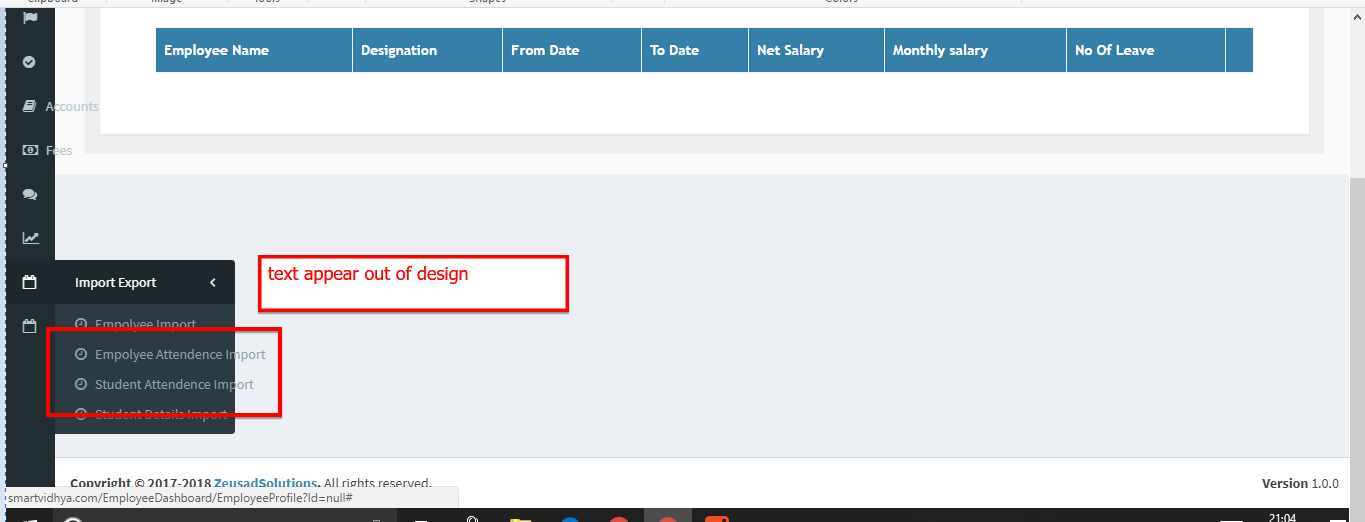 Clipboard Image Tools Shapes Colors
Employee Name Designation From Date To Date Net Salary Monthly salary No Of Leave
Accounts
Fees
Import Export
text appear out of design
Empolyee Import
Empolyee Attendence Import
Student Attendence Import
Student Details Import
Copyright © 2017-2018 ZeusadSolutions. All rights reserved. Version 1.0.0
smartvidhya.com/EmployeeDashboard/EmployeeProfile?Id=null#
21:04